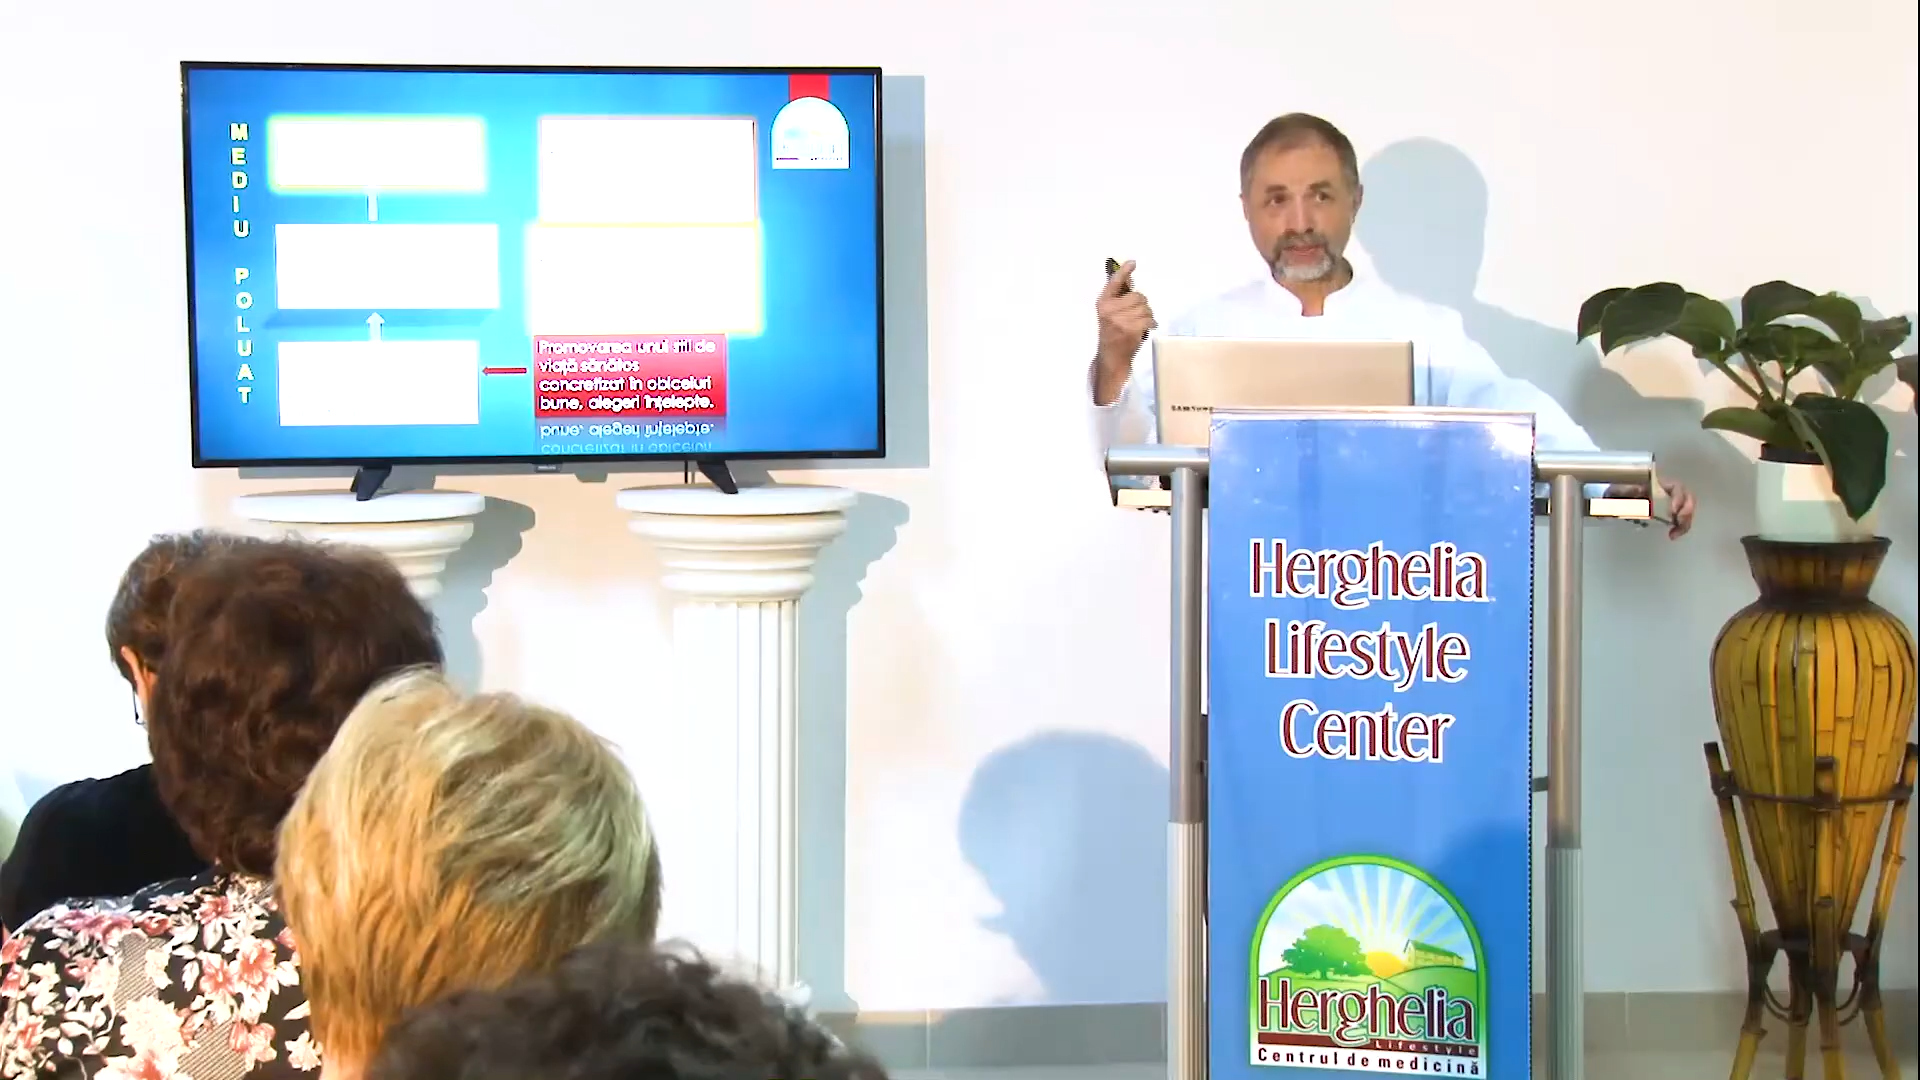 MEDIU POLUAT
Promovarea unui stil de
viață sănătos
concretizat în obiceiuri
bune, alegeri înțelepte.
SAMSUNG
Herghelia
Lifestyle
Center
Herghelia
Lifestyle
Centrul de medicină